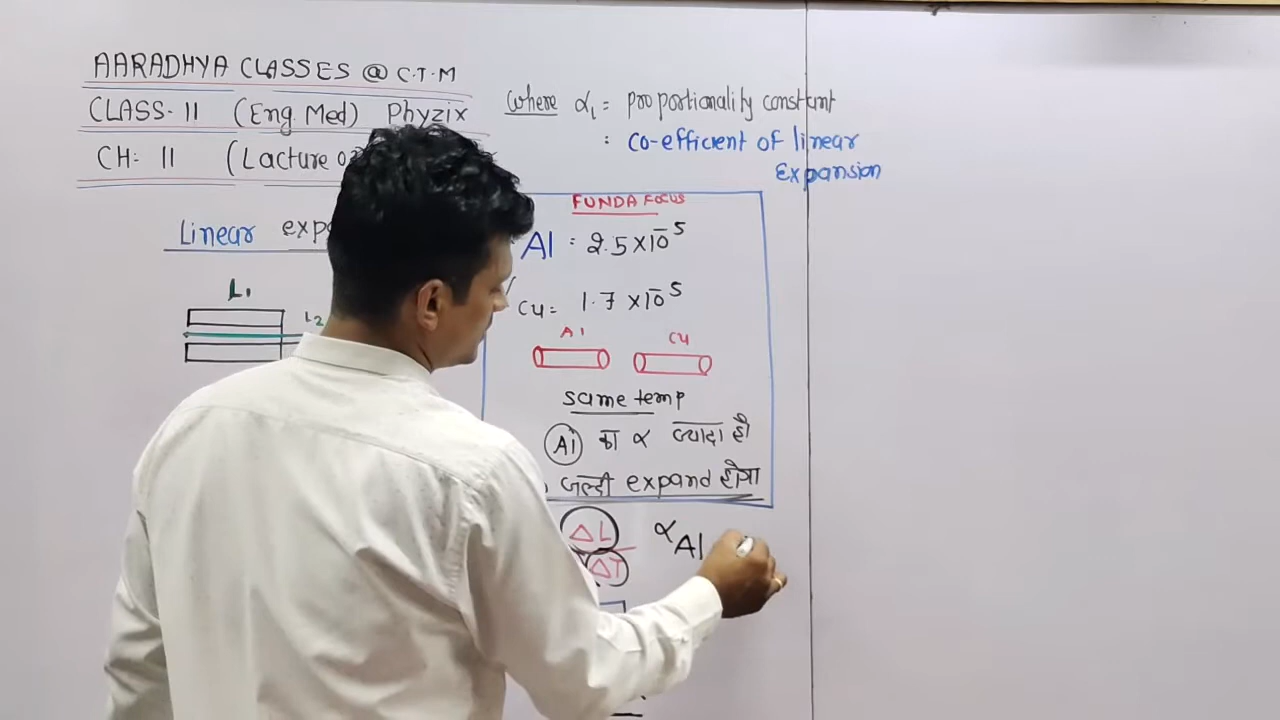 AARADHYA CLASSES @ C.T.M
CLASS-11 (Eng. Med) Phyzix
CH:- 11 (Lacture 0
Linear exp
L₁
L₂
Where α₁ = proportionality constant
: co-efficient of linear
Expansion
FUNDA FOCUS
Al = 2.5×10⁻⁵
Cu= 1.7×10⁻⁵
Al Cu
same temp
Al का α ज्यादा है
जल्दी expand होगा
ΔL
ΔT
α Al